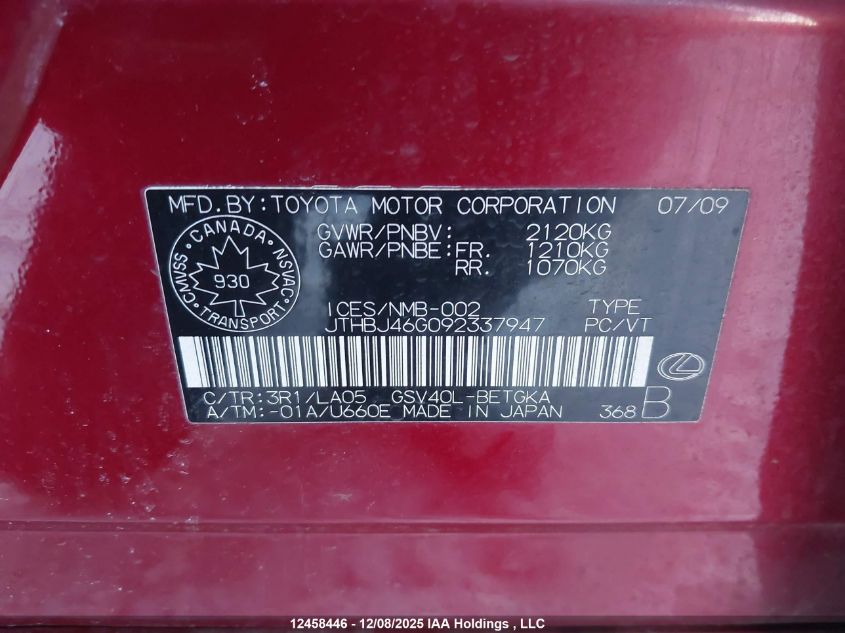 MFD. BY: TOYOTA MOTOR CORPORATION 07/09
GVWR/PNBV: 2120KG
GAWR/PNBE: FR. 1210KG
RR. 1070KG
CANADA
CMVSS 930 NSVAC
TRANSPORT
ICES/NMB-002 TYPE
JTHBJ46G092337947 PC/VT
C/TR: 3R1/LA05 GSV40L-BETGKA
A/TM: -01A/U660E MADE IN JAPAN 368 B
12458446 - 12/08/2025 IAA Holdings , LLC